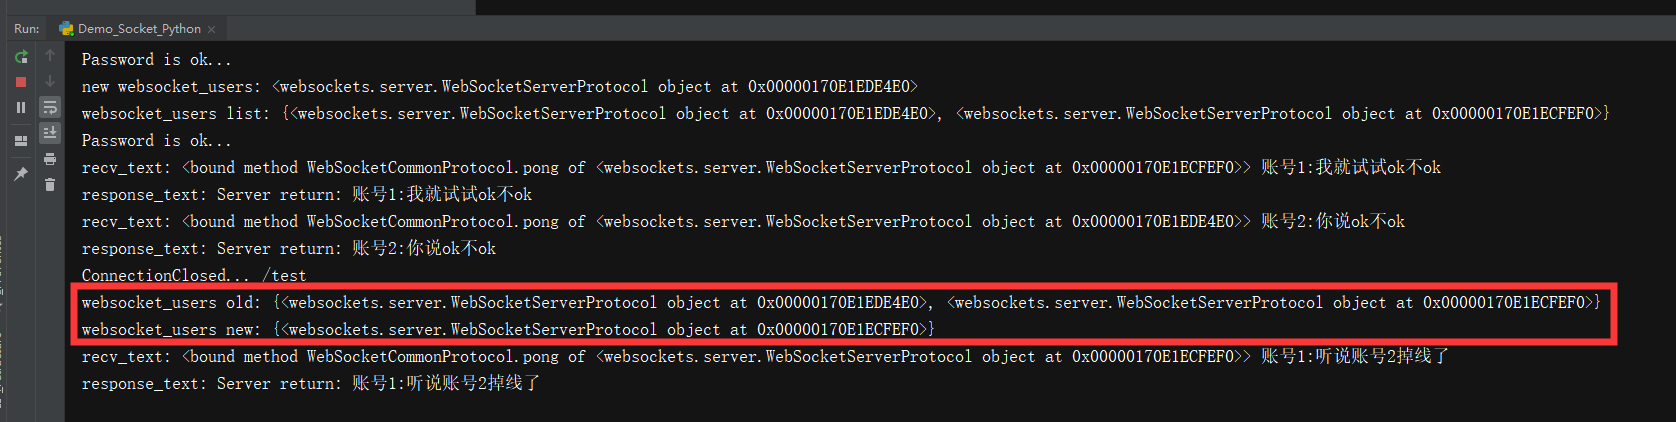 Run: Demo_Socket_Python
Password is ok...
new websocket_users: <websockets.server.WebSocketServerProtocol object at 0x00000170E1EDE4E0>
websocket_users list: {<websockets.server.WebSocketServerProtocol object at 0x00000170E1EDE4E0>, <websockets.server.WebSocketServerProtocol object at 0x00000170E1ECFEF0>}
Password is ok...
recv_text: <bound method WebSocketCommonProtocol.pong of <websockets.server.WebSocketServerProtocol object at 0x00000170E1ECFEF0>> 账号1:我就试试ok不ok
response_text: Server return: 账号1:我就试试ok不ok
recv_text: <bound method WebSocketCommonProtocol.pong of <websockets.server.WebSocketServerProtocol object at 0x00000170E1EDE4E0>> 账号2:你说ok不ok
response_text: Server return: 账号2:你说ok不ok
ConnectionClosed... /test
websocket_users old: {<websockets.server.WebSocketServerProtocol object at 0x00000170E1EDE4E0>, <websockets.server.WebSocketServerProtocol object at 0x00000170E1ECFEF0>}
websocket_users new: {<websockets.server.WebSocketServerProtocol object at 0x00000170E1ECFEF0>}
recv_text: <bound method WebSocketCommonProtocol.pong of <websockets.server.WebSocketServerProtocol object at 0x00000170E1ECFEF0>> 账号1:听说账号2掉线了
response_text: Server return: 账号1:听说账号2掉线了